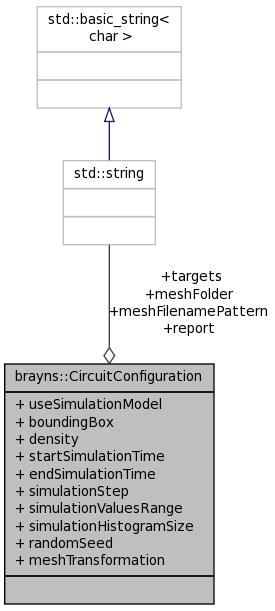 std::basic_string<
char >
std::string
+targets
+meshFolder
+meshFilenamePattern
+report
brayns::CircuitConfiguration
+ useSimulationModel
+ boundingBox
+ density
+ startSimulationTime
+ endSimulationTime
+ simulationStep
+ simulationValuesRange
+ simulationHistogramSize
+ randomSeed
+ meshTransformation